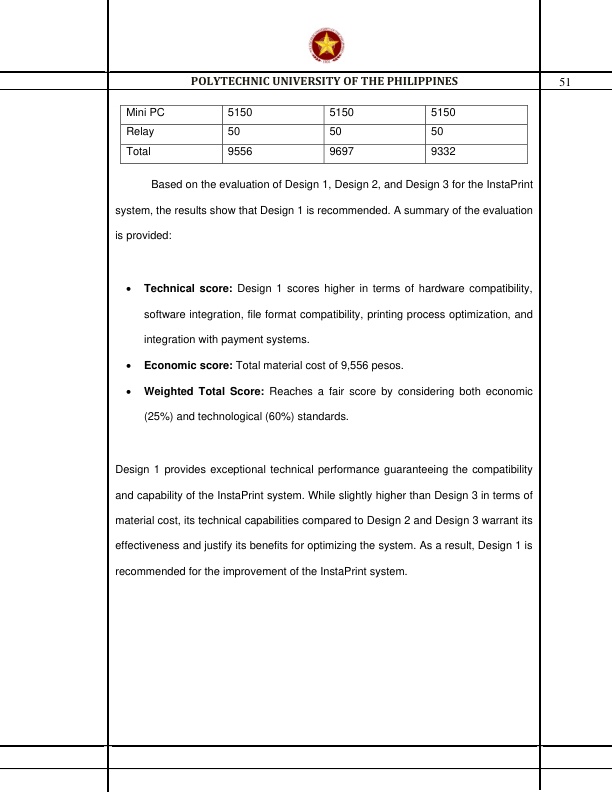 POLYTECHNIC UNIVERSITY OF THE PHILIPPINES 51
Mini PC 5150 5150 5150
Relay 50 50 50
Total 9556 9697 9332
Based on the evaluation of Design 1, Design 2, and Design 3 for the InstaPrint
system, the results show that Design 1 is recommended. A summary of the evaluation
is provided:
• Technical score: Design 1 scores higher in terms of hardware compatibility,
software integration, file format compatibility, printing process optimization, and
integration with payment systems.
• Economic score: Total material cost of 9,556 pesos.
• Weighted Total Score: Reaches a fair score by considering both economic
(25%) and technological (60%) standards.
Design 1 provides exceptional technical performance guaranteeing the compatibility
and capability of the InstaPrint system. While slightly higher than Design 3 in terms of
material cost, its technical capabilities compared to Design 2 and Design 3 warrant its
effectiveness and justify its benefits for optimizing the system. As a result, Design 1 is
recommended for the improvement of the InstaPrint system.